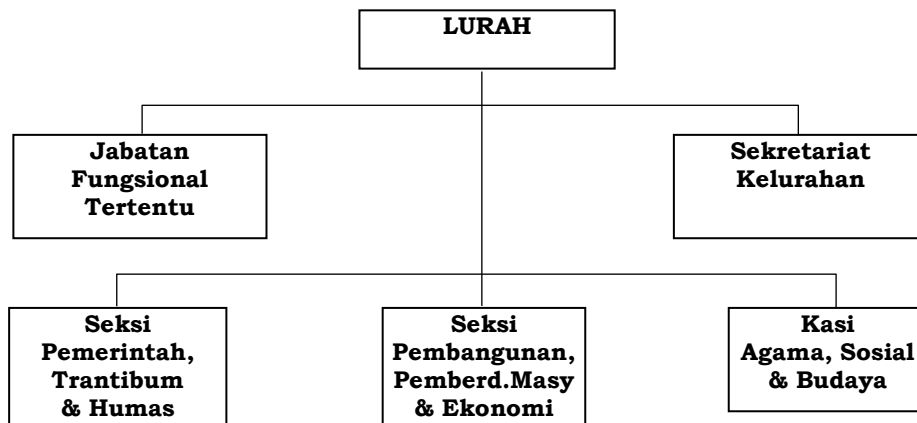 LURAH
Jabatan
Fungsional
Tertentu
Sekretariat
Kelurahan
Seksi
Pemerintah,
Trantibum
& Humas
Seksi
Pembangunan,
Pemberd.Masy
& Ekonomi
Kasi
Agama, Sosial
& Budaya